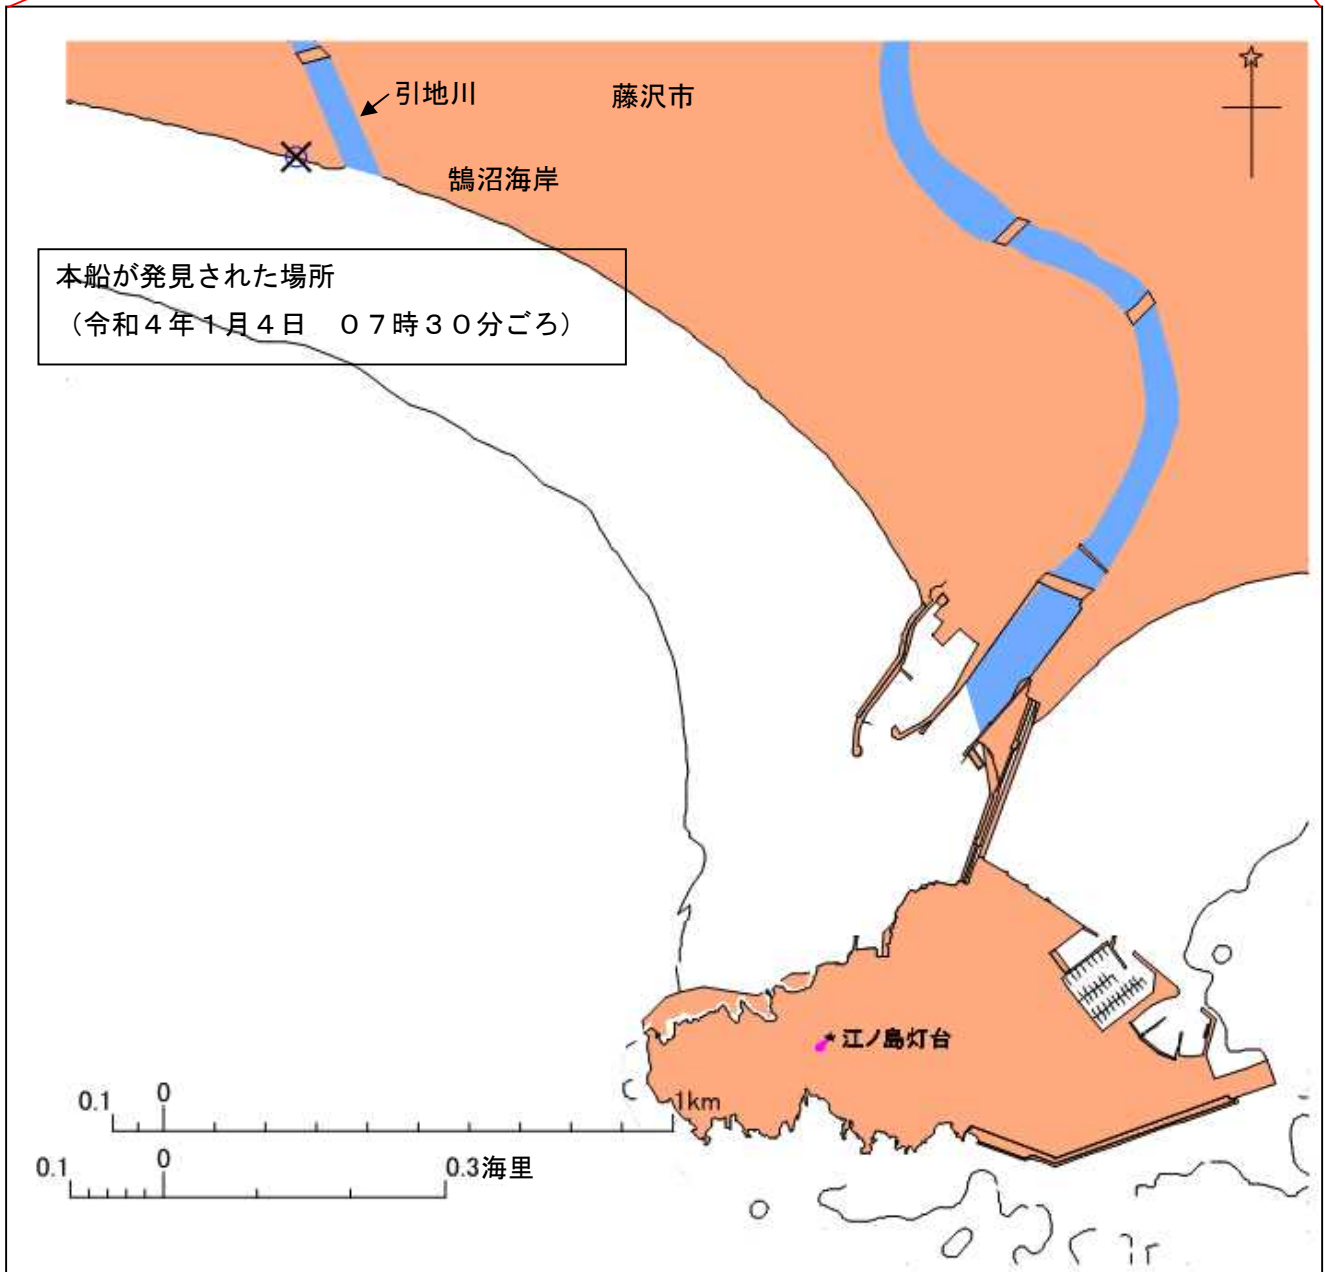 引地川
藤沢市
鵠沼海岸
本船が発見された場所
（令和４年１月４日　０７時３０分ごろ）
江ノ島灯台
0.1 0 1km
0.1 0 0.3海里